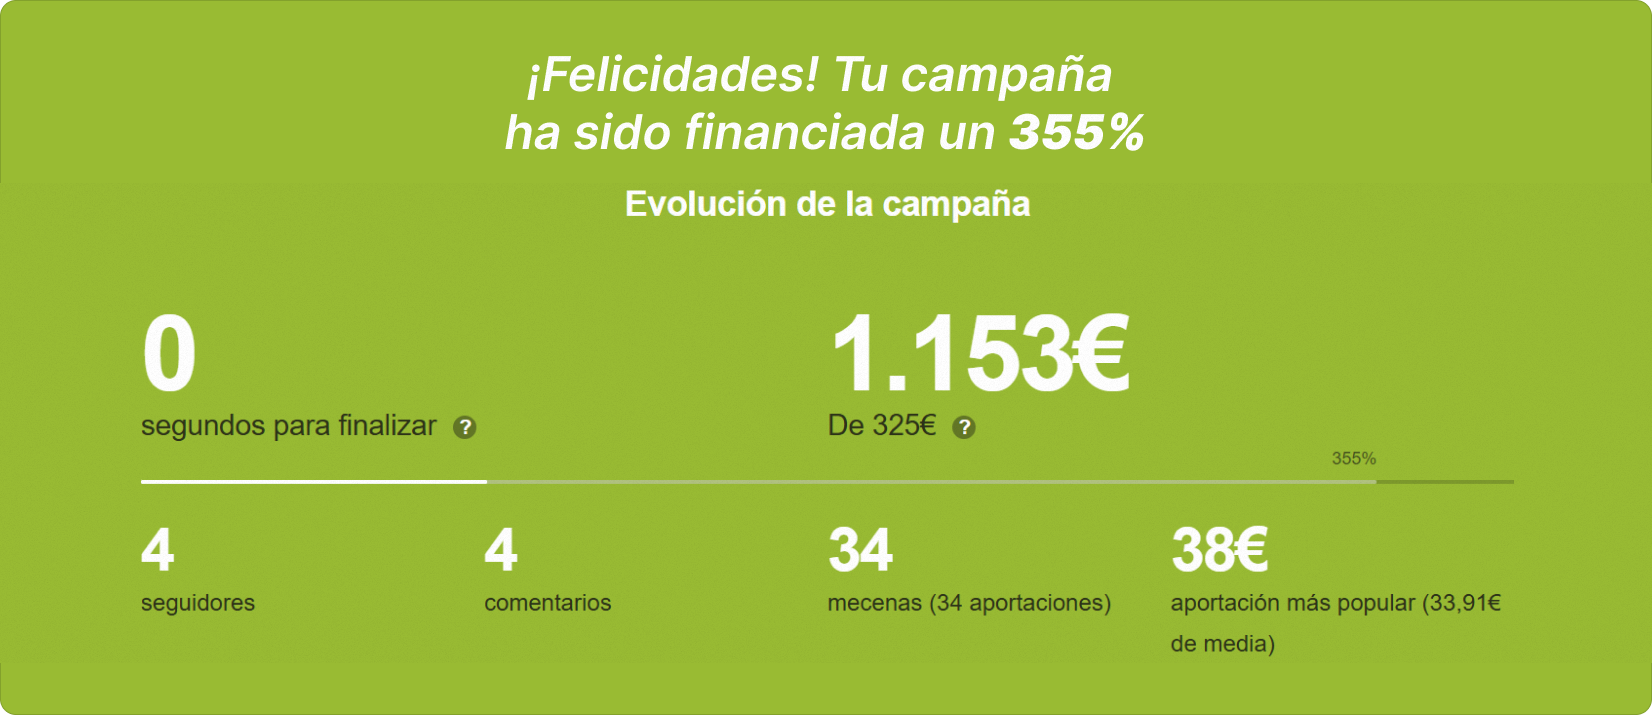 ¡Felicidades! Tu campaña
ha sido financiada un 355%
Evolución de la campaña
0
segundos para finalizar ?
1.153€
De 325€ ?
355%
4
seguidores
4
comentarios
34
mecenas (34 aportaciones)
38€
aportación más popular (33,91€
de media)